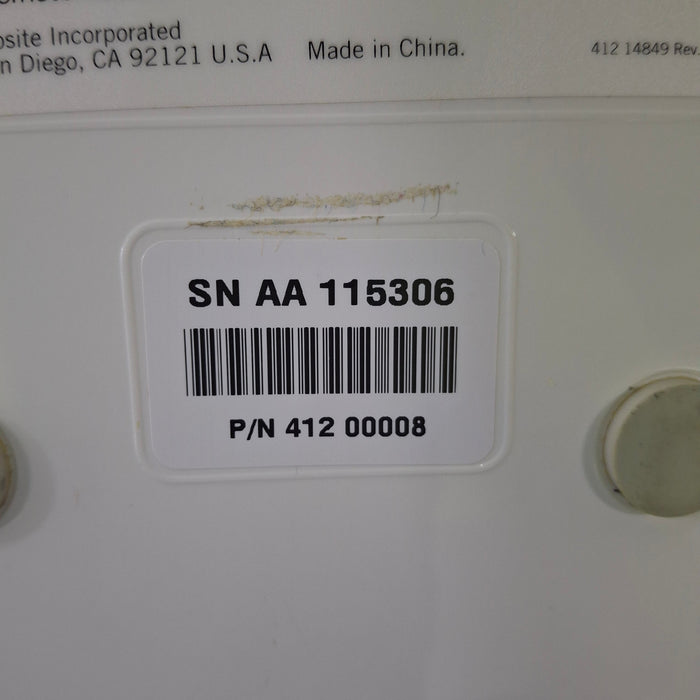 osite Incorporated
n Diego, CA 92121 U.S.A Made in China. 412 14849 Rev.
SN AA 115306
P/N 412 00008